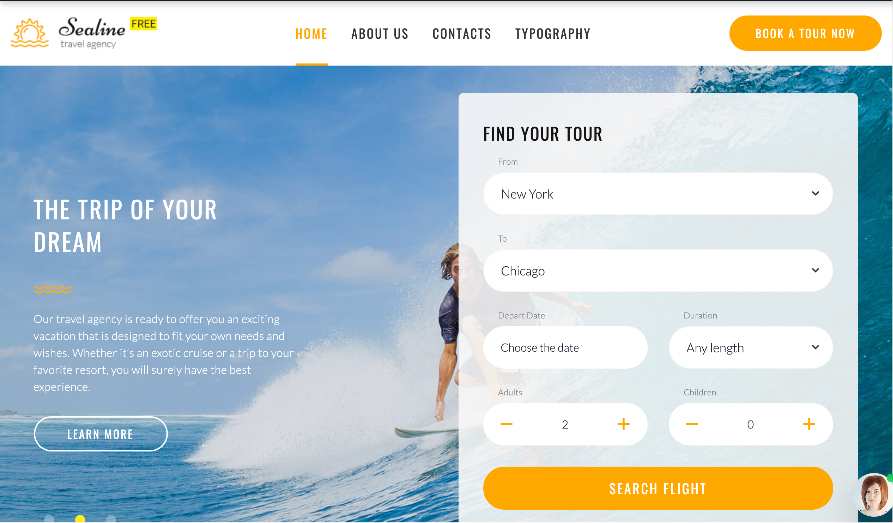 Sealine FREE
travel agency
HOME ABOUT US CONTACTS TYPOGRAPHY
BOOK A TOUR NOW
THE TRIP OF YOUR
DREAM
Our travel agency is ready to offer you an exciting
vacation that is designed to fit your own needs and
wishes. Whether it's an exotic cruise or a trip to your
favorite resort, you will surely have the best
experience.
LEARN MORE
FIND YOUR TOUR
From
New York
To
Chicago
Depart Date Duration
Choose the date Any length
Adults Children
2 0
SEARCH FLIGHT